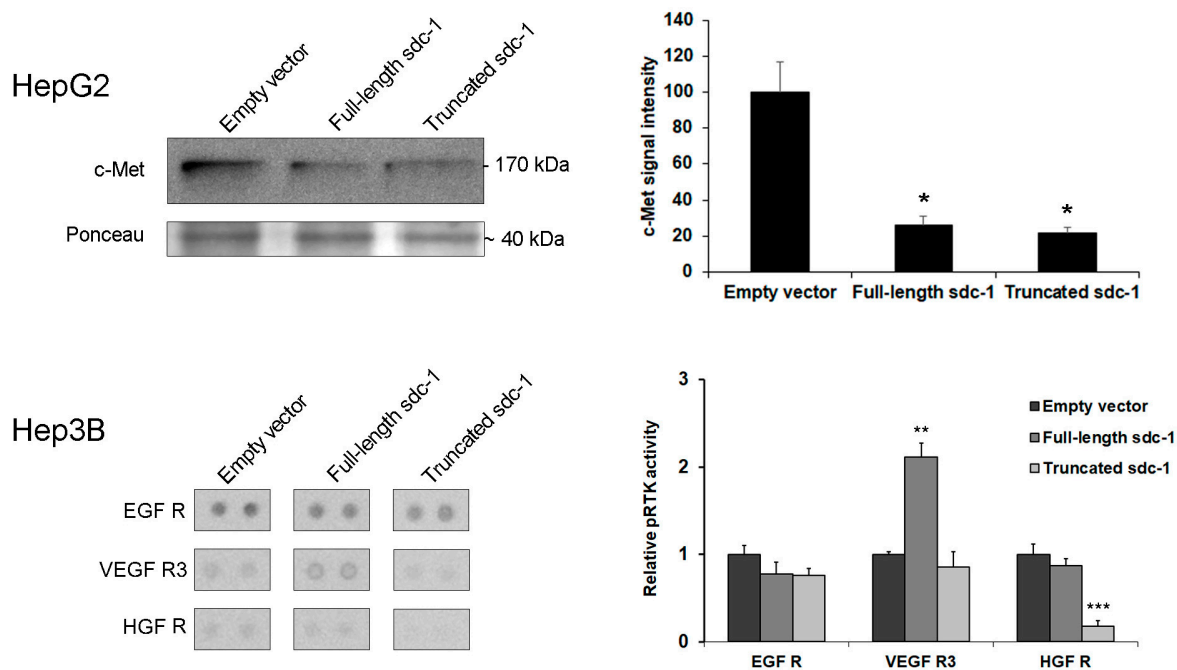 HepG2
Empty vector
Full-length sdc-1
Truncated sdc-1
c-Met
- 170 kDa
Ponceau
~ 40 kDa
c-Met signal intensity
140
120
100
80
60
40
20
0
*
*
Empty vector
Full-length sdc-1
Truncated sdc-1
Hep3B
Empty vector
Full-length sdc-1
Truncated sdc-1
EGF R
VEGF R3
HGF R
Relative pRTK activity
3
2
1
0
Empty vector
Full-length sdc-1
Truncated sdc-1
**
***
EGF R
VEGF R3
HGF R